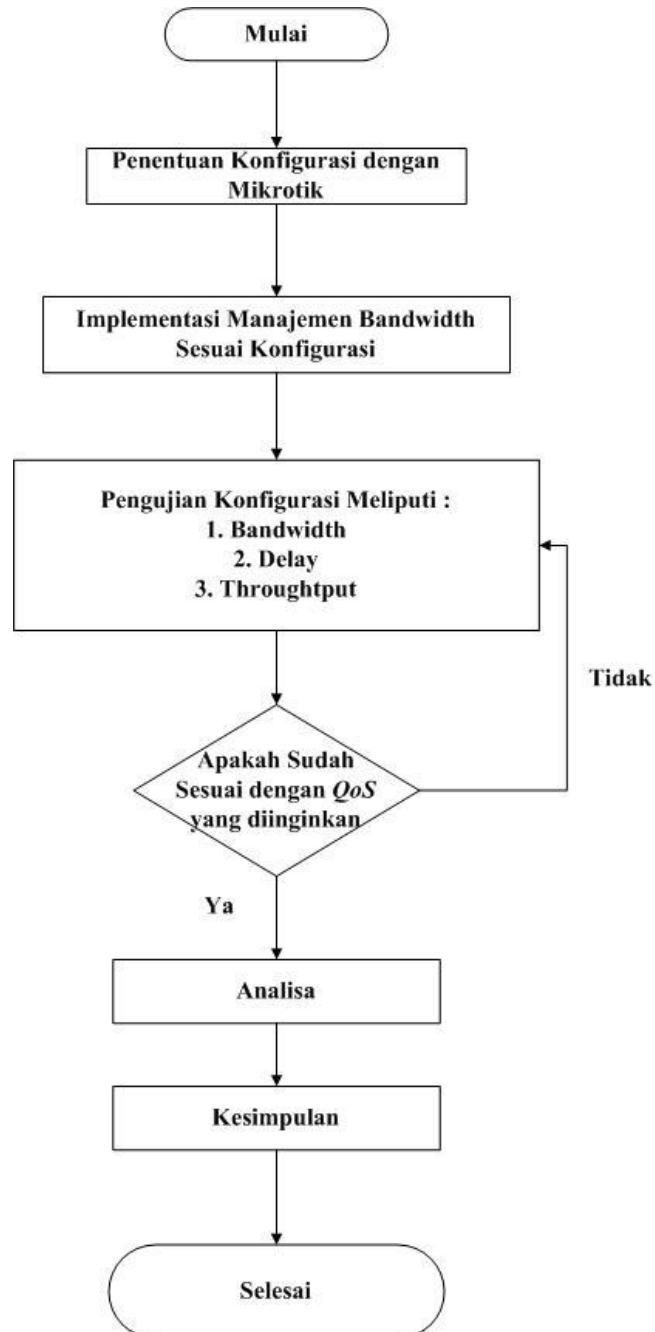 Mulai
Penentuan Konfigurasi dengan
Mikrotik
Implementasi Manajemen Bandwidth
Sesuai Konfigurasi
Pengujian Konfigurasi Meliputi :
1. Bandwidth
2. Delay
3. Throughtput
Tidak
Apakah Sudah
Sesuai dengan QoS
yang diinginkan
Ya
Analisa
Kesimpulan
Selesai